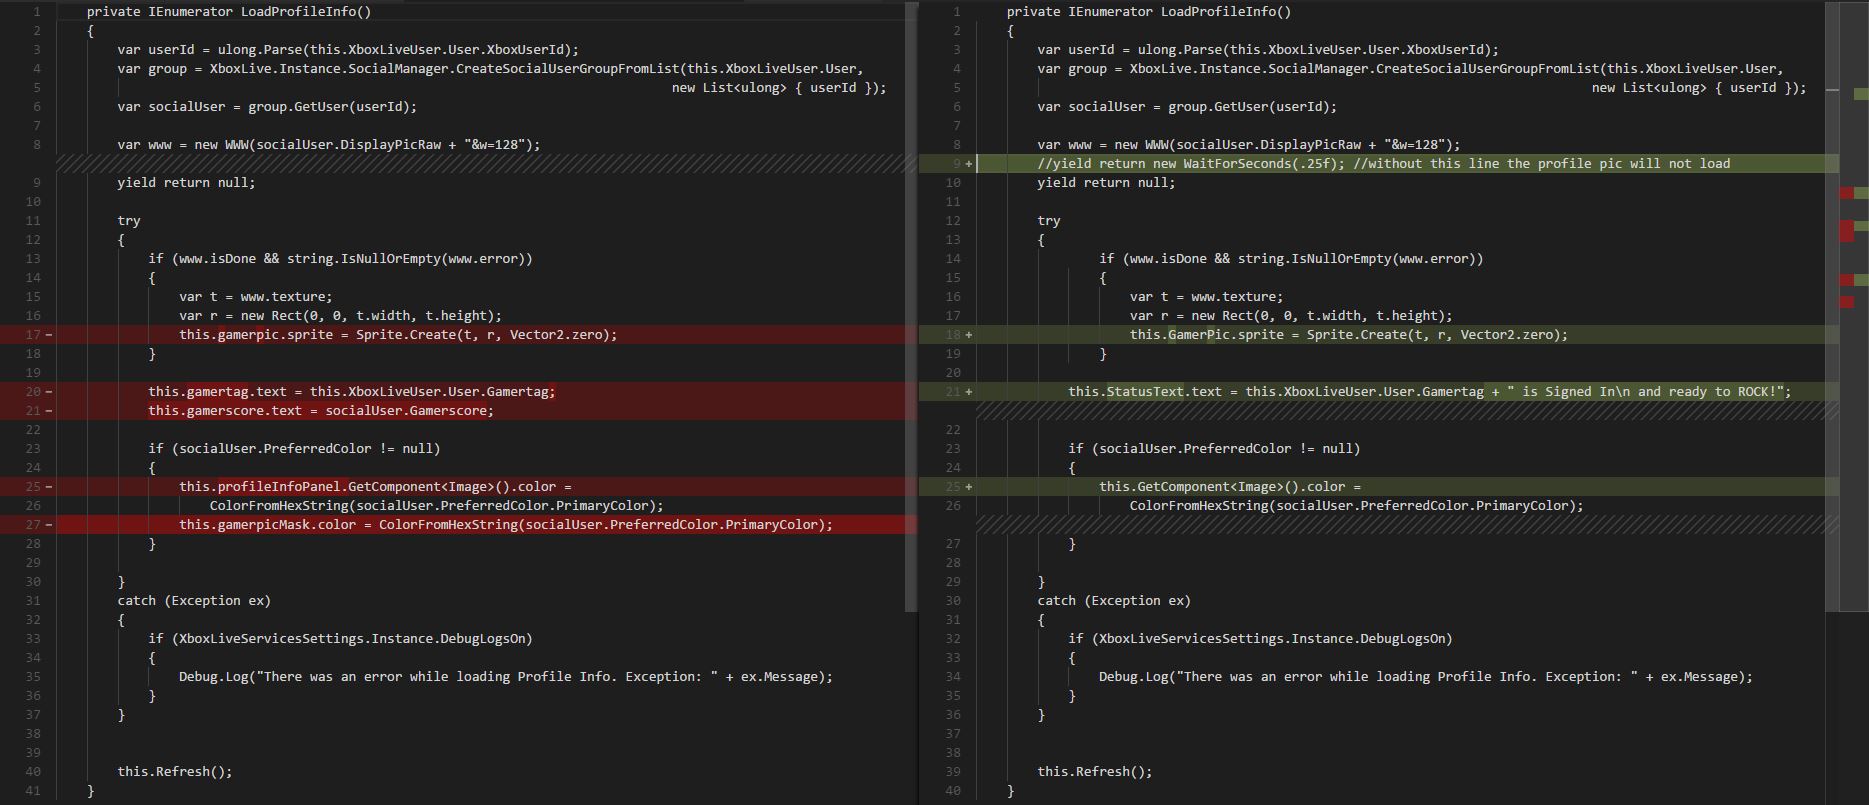 1 private IEnumerator LoadProfileInfo()
2 {
3 var userId = ulong.Parse(this.XboxLiveUser.User.XboxUserId);
4 var group = XboxLive.Instance.SocialManager.CreateSocialUserGroupFromList(this.XboxLiveUser.User,
5 new List<ulong> { userId });
6 var socialUser = group.GetUser(userId);
7
8 var www = new WWW(socialUser.DisplayPicRaw + "&w=128");
9 yield return null;
10
11 try
12 {
13 if (www.isDone && string.IsNullOrEmpty(www.error))
14 {
15 var t = www.texture;
16 var r = new Rect(0, 0, t.width, t.height);
17 - this.gamerpic.sprite = Sprite.Create(t, r, Vector2.zero);
18 }
19
20 - this.gamertag.text = this.XboxLiveUser.User.Gamertag;
21 - this.gamerscore.text = socialUser.Gamerscore;
22
23 if (socialUser.PreferredColor != null)
24 {
25 - this.profileInfoPanel.GetComponent<Image>().color =
26 ColorFromHexString(socialUser.PreferredColor.PrimaryColor);
27 - this.gamerpicMask.color = ColorFromHexString(socialUser.PreferredColor.PrimaryColor);
28 }
29
30 }
31 catch (Exception ex)
32 {
33 if (XboxLiveServicesSettings.Instance.DebugLogsOn)
34 {
35 Debug.Log("There was an error while loading Profile Info. Exception: " + ex.Message);
36 }
37 }
38
39
40 this.Refresh();
41 }
1 private IEnumerator LoadProfileInfo()
2 {
3 var userId = ulong.Parse(this.XboxLiveUser.User.XboxUserId);
4 var group = XboxLive.Instance.SocialManager.CreateSocialUserGroupFromList(this.XboxLiveUser.User,
5 new List<ulong> { userId });
6 var socialUser = group.GetUser(userId);
7
8 var www = new WWW(socialUser.DisplayPicRaw + "&w=128");
9 + //yield return new WaitForSeconds(.25f); //without this line the profile pic will not load
10 yield return null;
11
12 try
13 {
14 if (www.isDone && string.IsNullOrEmpty(www.error))
15 {
16 var t = www.texture;
17 var r = new Rect(0, 0, t.width, t.height);
18 + this.GamerPic.sprite = Sprite.Create(t, r, Vector2.zero);
19 }
20
21 + this.StatusText.text = this.XboxLiveUser.User.Gamertag + " is Signed In\n and ready to ROCK!";
22
23 if (socialUser.PreferredColor != null)
24 {
25 + this.GetComponent<Image>().color =
26 ColorFromHexString(socialUser.PreferredColor.PrimaryColor);
27 }
28
29 }
30 catch (Exception ex)
31 {
32 if (XboxLiveServicesSettings.Instance.DebugLogsOn)
33 {
34 Debug.Log("There was an error while loading Profile Info. Exception: " + ex.Message);
35 }
36 }
37
38
39 this.Refresh();
40 }